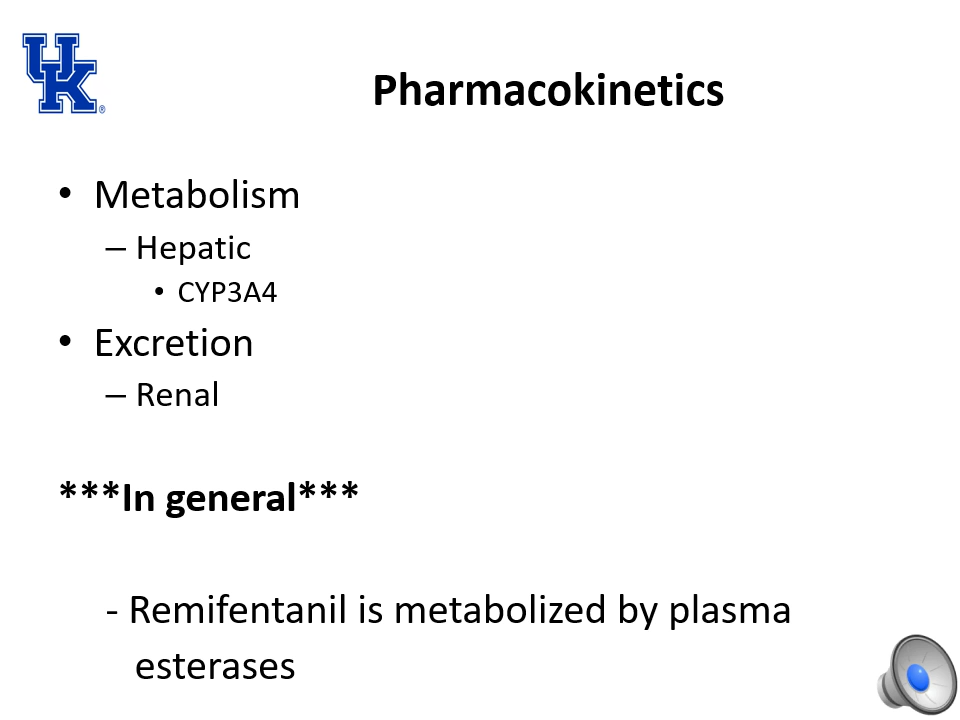 UK®
Pharmacokinetics
• Metabolism
– Hepatic
• CYP3A4
• Excretion
– Renal
***In general***
- Remifentanil is metabolized by plasma
esterases